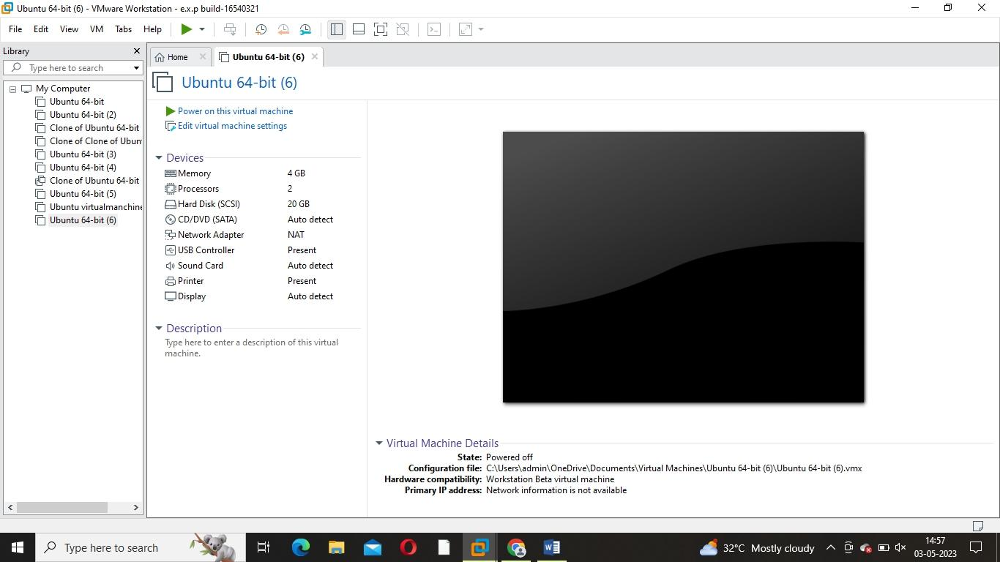 Ubuntu 64-bit (6) - VMware Workstation - e.x.p build-16540321
File Edit View VM Tabs Help
Library
Type here to search
My Computer
Ubuntu 64-bit
Ubuntu 64-bit (2)
Clone of Ubuntu 64-bit
Clone of Clone of Ubun
Ubuntu 64-bit (3)
Ubuntu 64-bit (4)
Clone of Ubuntu 64-bit
Ubuntu 64-bit (5)
Ubuntu virtualmanchine
Ubuntu 64-bit (6)
Home Ubuntu 64-bit (6)
Ubuntu 64-bit (6)
Power on this virtual machine
Edit virtual machine settings
Devices
Memory 4 GB
Processors 2
Hard Disk (SCSI) 20 GB
CD/DVD (SATA) Auto detect
Network Adapter NAT
USB Controller Present
Sound Card Auto detect
Printer Present
Display Auto detect
Description
Type here to enter a description of this virtual
machine.
Virtual Machine Details
State: Powered off
Configuration file: C:\Users\admin\OneDrive\Documents\Virtual Machines\Ubuntu 64-bit (6)\Ubuntu 64-bit (6).vmx
Hardware compatibility: Workstation Beta virtual machine
Primary IP address: Network information is not available
Type here to search
32°C Mostly cloudy
14:57
03-05-2023